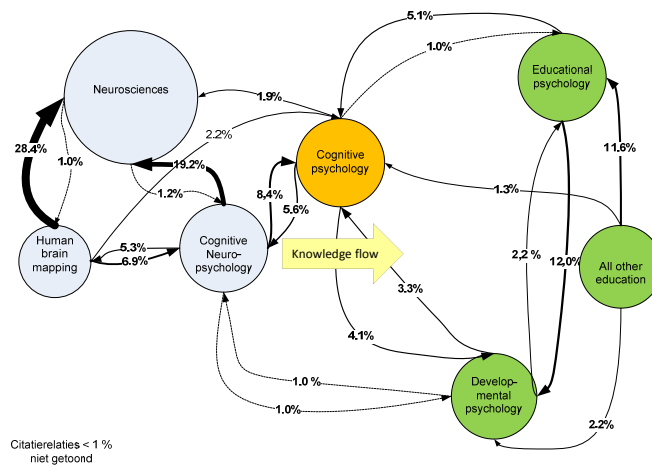 5.1%
1.0%
Neurosciences
Educational
psychology
1.9%
2.2%
28.4%
1.0%
19.2%
1.2%
Cognitive
psychology
11.6%
8,4%
5.6%
1.3%
Human
brain
mapping
5.3%
6.9%
Cognitive
Neuro-
psychology
Knowledge flow
2,2 %
12,0%
All other
education
3.3%
4.1%
1.0 %
1.0%
Develop-
mental
psychology
2.2%
Citatierelaties < 1 %
niet getoond